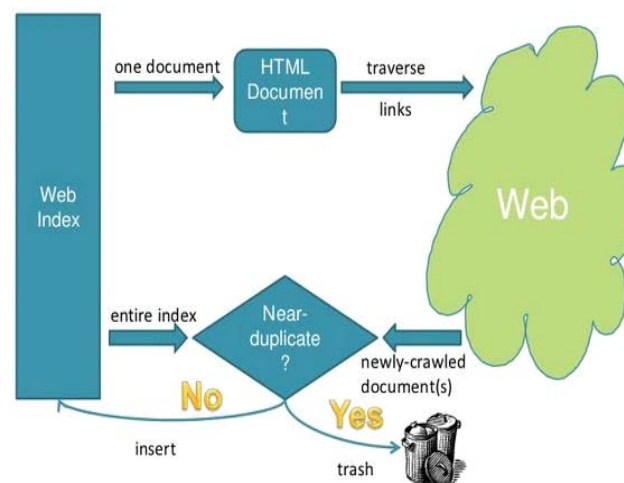 one document
HTML
Documen
t
traverse
links
Web
Index
Web
entire index
Near-
duplicate
?
newly-crawled
document(s)
No
Yes
insert
trash